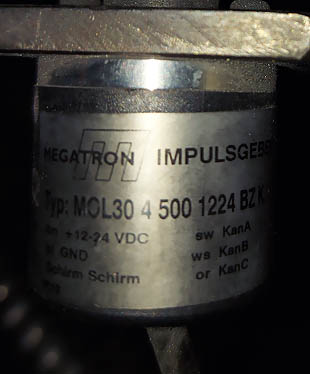 MEGATRON IMPULSGEBE
Typ: MOL30 4 500 1224 BZ K
+12-24 VDC sw KanA
GND ws KanB
Schirm Schirm or KanC